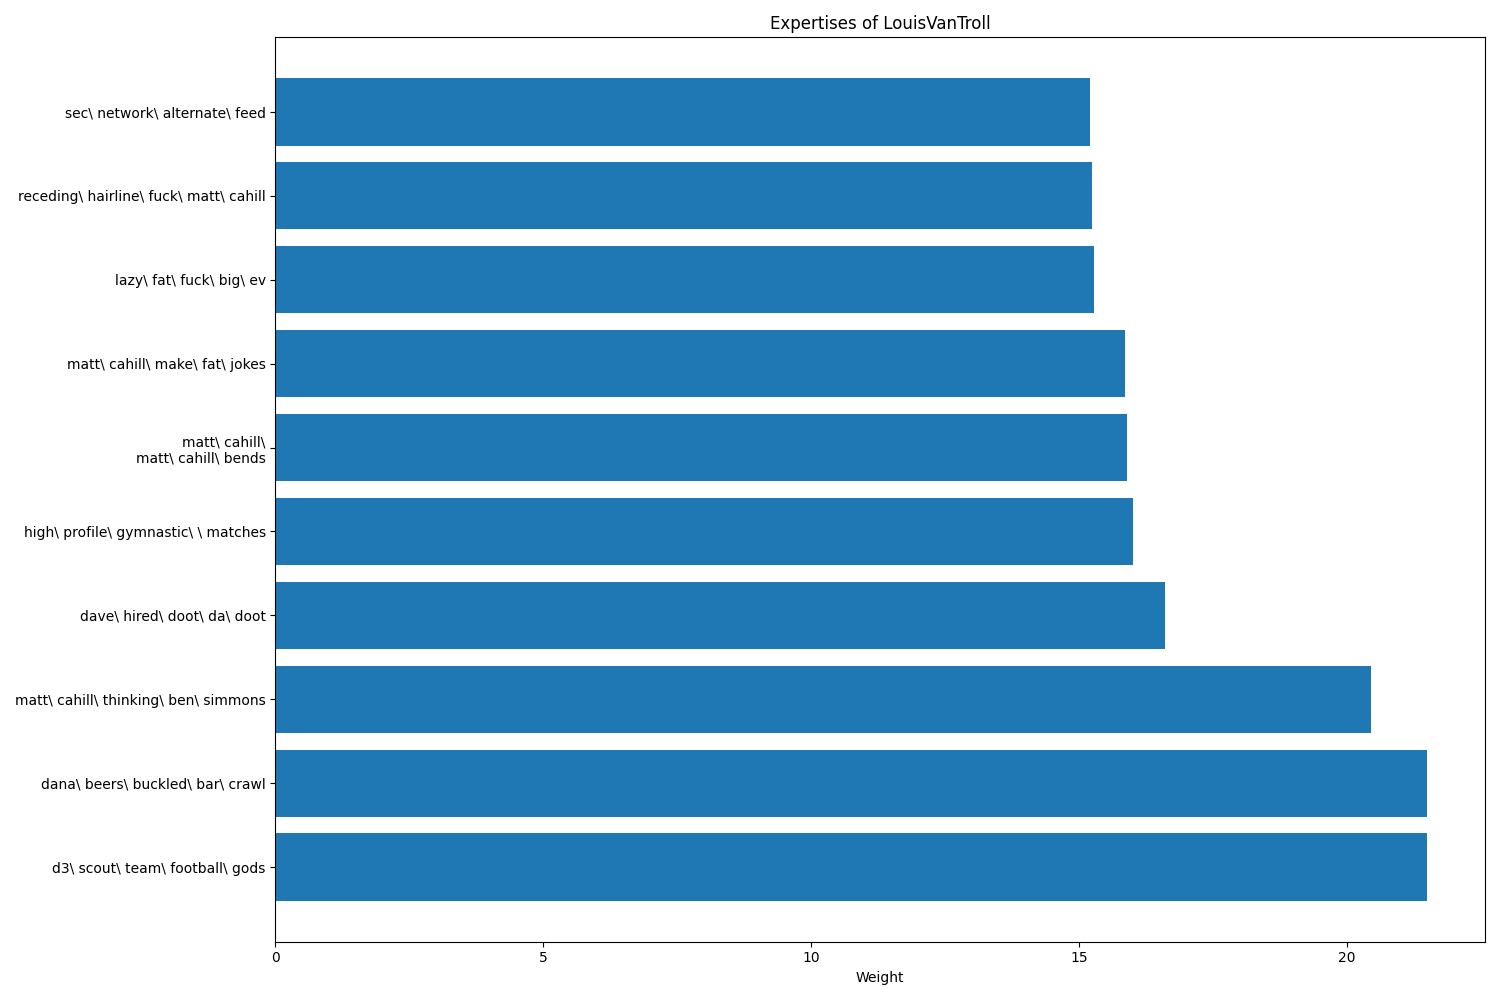 Expertises of LouisVanTroll
sec\ network\ alternate\ feed
receding\ hairline\ fuck\ matt\ cahill
lazy\ fat\ fuck\ big\ ev
matt\ cahill\ make\ fat\ jokes
matt\ cahill\
matt\ cahill\ bends
high\ profile\ gymnastic\ \ matches
dave\ hired\ doot\ da\ doot
matt\ cahill\ thinking\ ben\ simmons
dana\ beers\ buckled\ bar\ crawl
d3\ scout\ team\ football\ gods
0 5 10 15 20
Weight